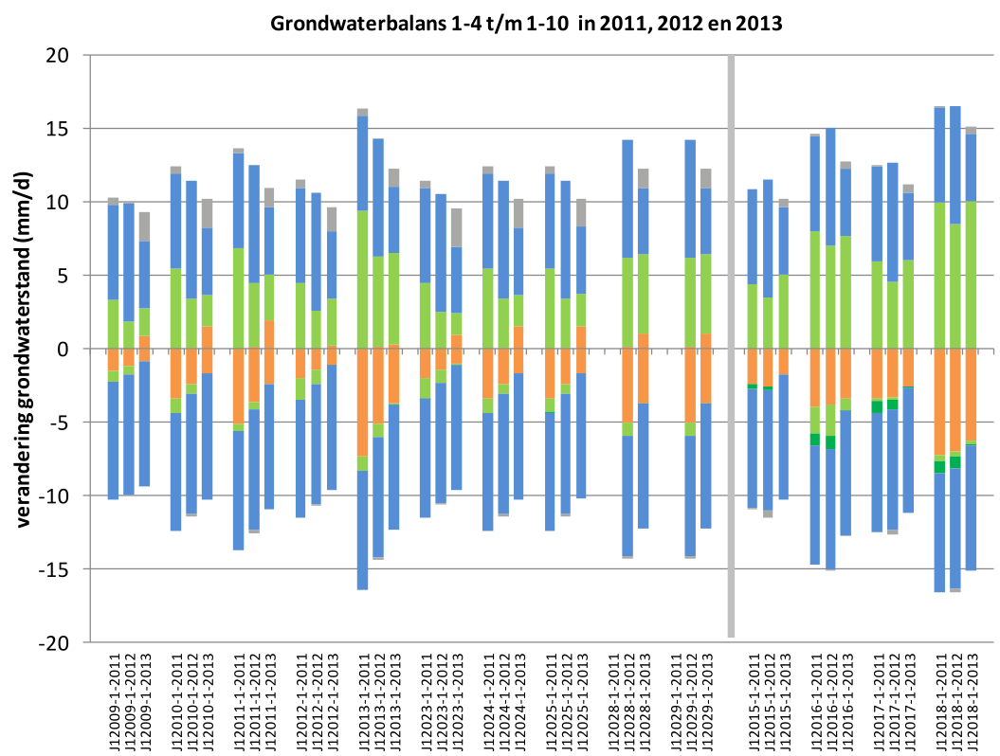 Grondwaterbalans 1-4 t/m 1-10 in 2011, 2012 en 2013
verandering grondwaterstand (mm/d)
20
15
10
5
0
-5
-10
-15
-20
J12009-1-2011
J12009-1-2012
J12009-1-2013
J12010-1-2011
J12010-1-2012
J12010-1-2013
J12011-1-2011
J12011-1-2012
J12011-1-2013
J12012-1-2011
J12012-1-2012
J12012-1-2013
J12013-1-2011
J12013-1-2012
J12013-1-2013
J12023-1-2011
J12023-1-2012
J12023-1-2013
J12024-1-2011
J12024-1-2012
J12024-1-2013
J12025-1-2011
J12025-1-2012
J12025-1-2013
J12028-1-2011
J12028-1-2012
J12028-1-2013
J12029-1-2011
J12029-1-2012
J12029-1-2013
J12015-1-2011
J12015-1-2012
J12015-1-2013
J12016-1-2011
J12016-1-2012
J12016-1-2013
J12017-1-2011
J12017-1-2012
J12017-1-2013
J12018-1-2011
J12018-1-2012
J12018-1-2013